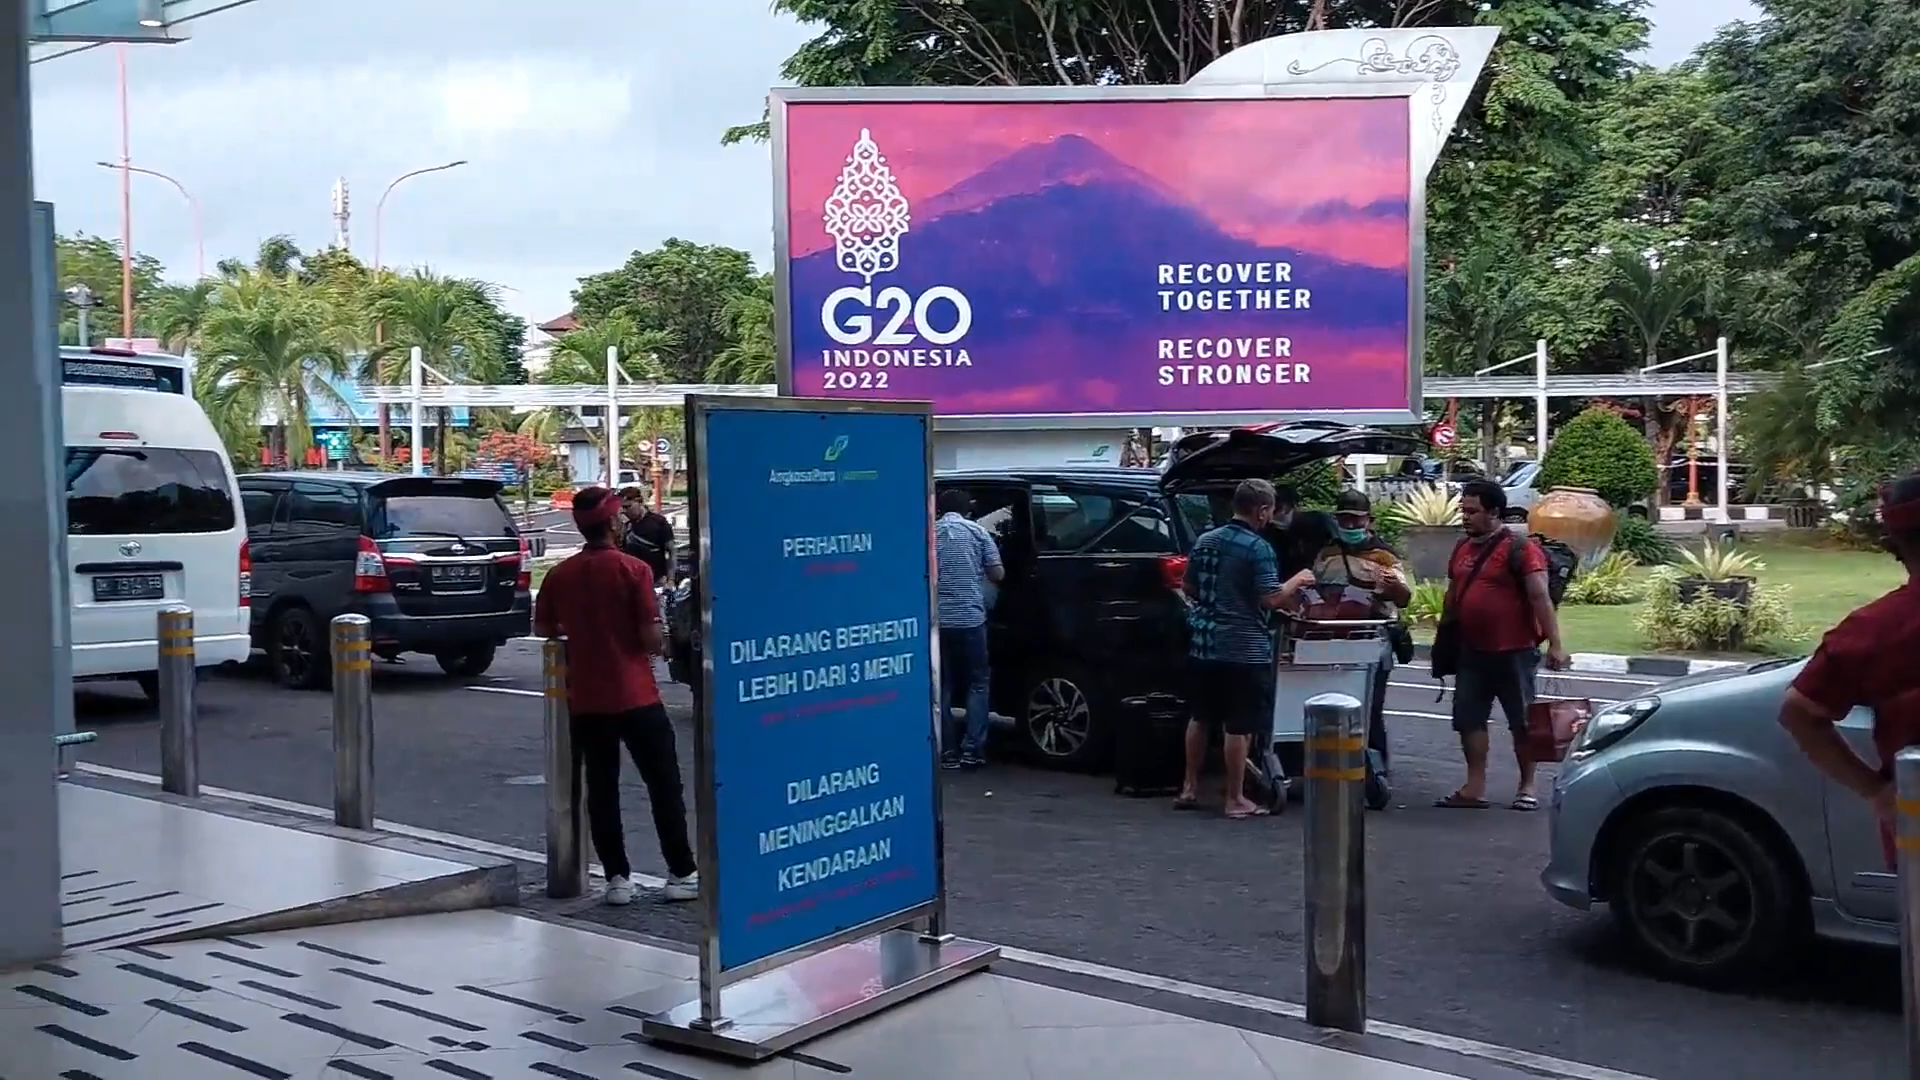 G20
INDONESIA
2022
RECOVER
TOGETHER
RECOVER
STRONGER
AngkasaPura
PERHATIAN
DILARANG BERHENTI
LEBIH DARI 3 MENIT
DILARANG
MENINGGALKAN
KENDARAAN